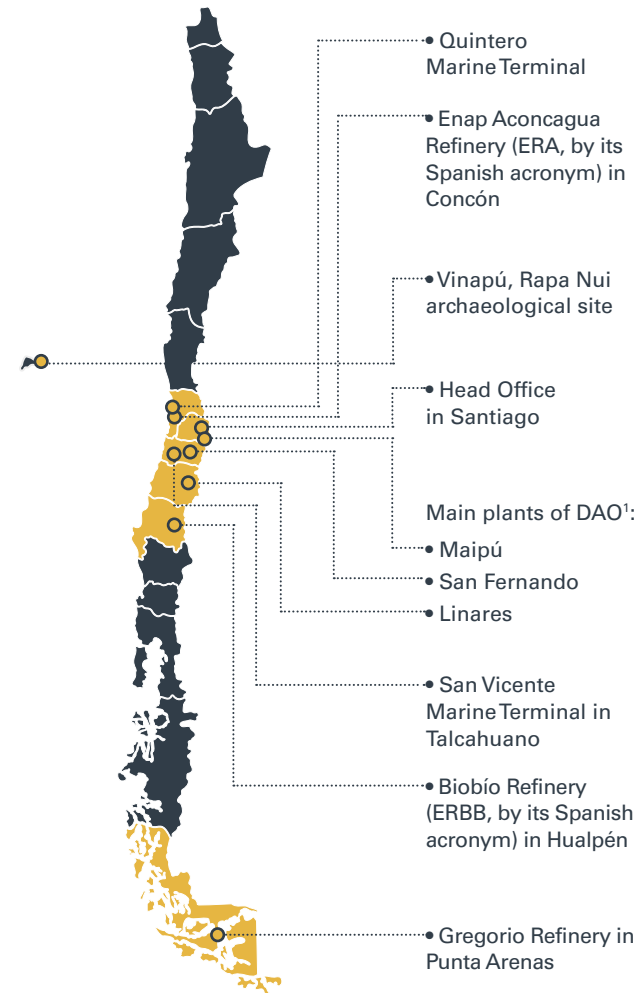 • Quintero
Marine Terminal
• Enap Aconcagua
Refinery (ERA, by its
Spanish acronym) in
Concón
• Vinapú, Rapa Nui
archaeological site
• Head Office
in Santiago
Main plants of DAO¹:
• Maipú
• San Fernando
• Linares
• San Vicente
Marine Terminal in
Talcahuano
• Biobío Refinery
(ERBB, by its Spanish
acronym) in Hualpén
• Gregorio Refinery in
Punta Arenas